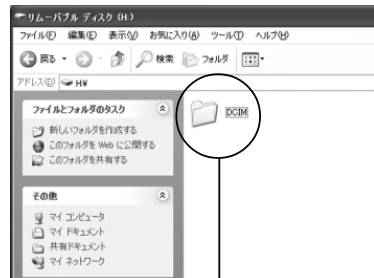 リムーバブル ディスク (H:)
ファイル(F) 編集(E) 表示(V) お気に入り(A) ツール(T) ヘルプ(H)
戻る 検索 フォルダ
アドレス(D) H¥
ファイルとフォルダのタスク
新しいフォルダを作成する
このフォルダを Web に公開する
このフォルダを共有する
DCIM
その他
マイ コンピュータ
マイ ドキュメント
共有ドキュメント
マイ ネットワーク